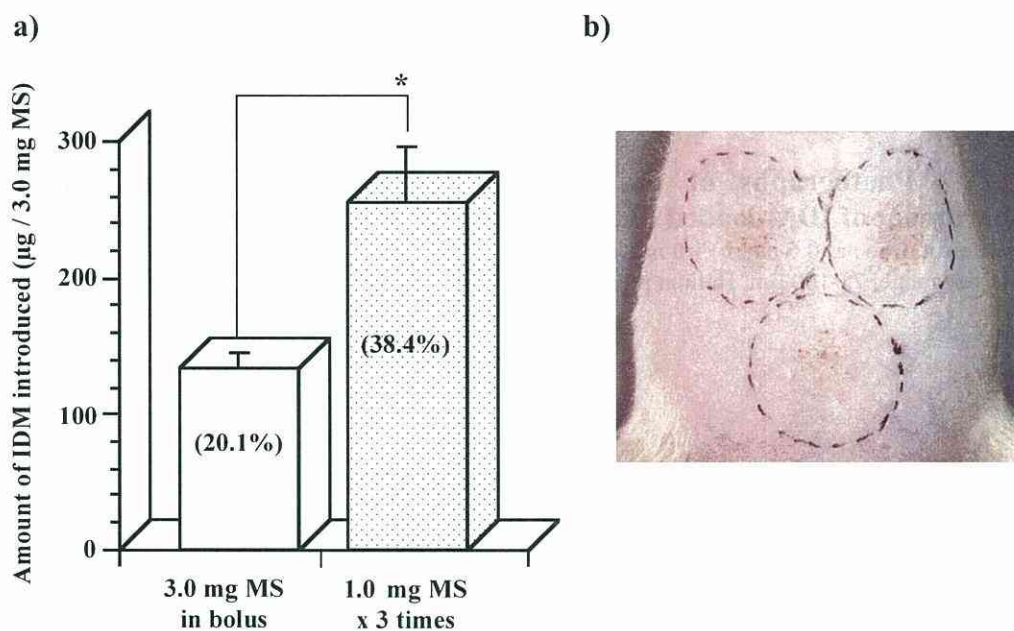 a)
b)
Amount of IDM introduced (µg / 3.0 mg MS)
*
300
200
100
0
(20.1%)
(38.4%)
3.0 mg MS
in bolus
1.0 mg MS
x 3 times